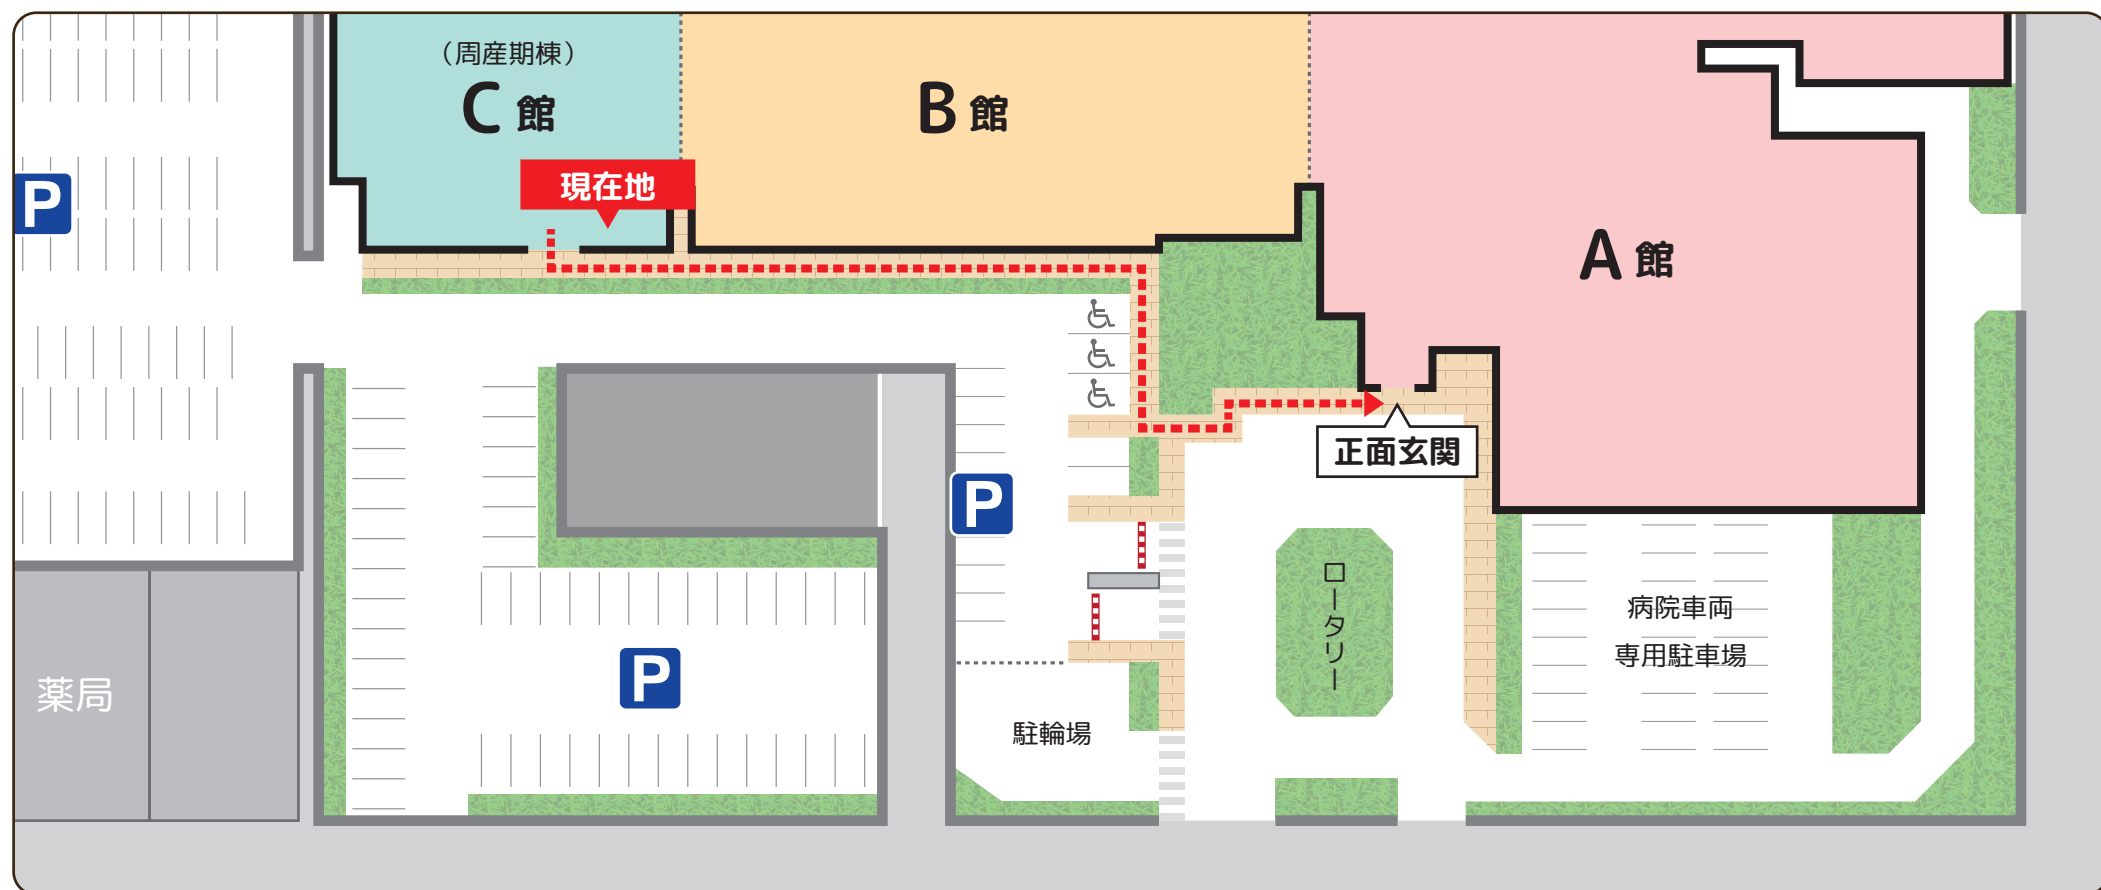 （周産期棟）
C 館
B 館
現在地
P
A 館
正面玄関
P
ロータリー
病院車両
専用駐車場
P
薬局
駐輪場